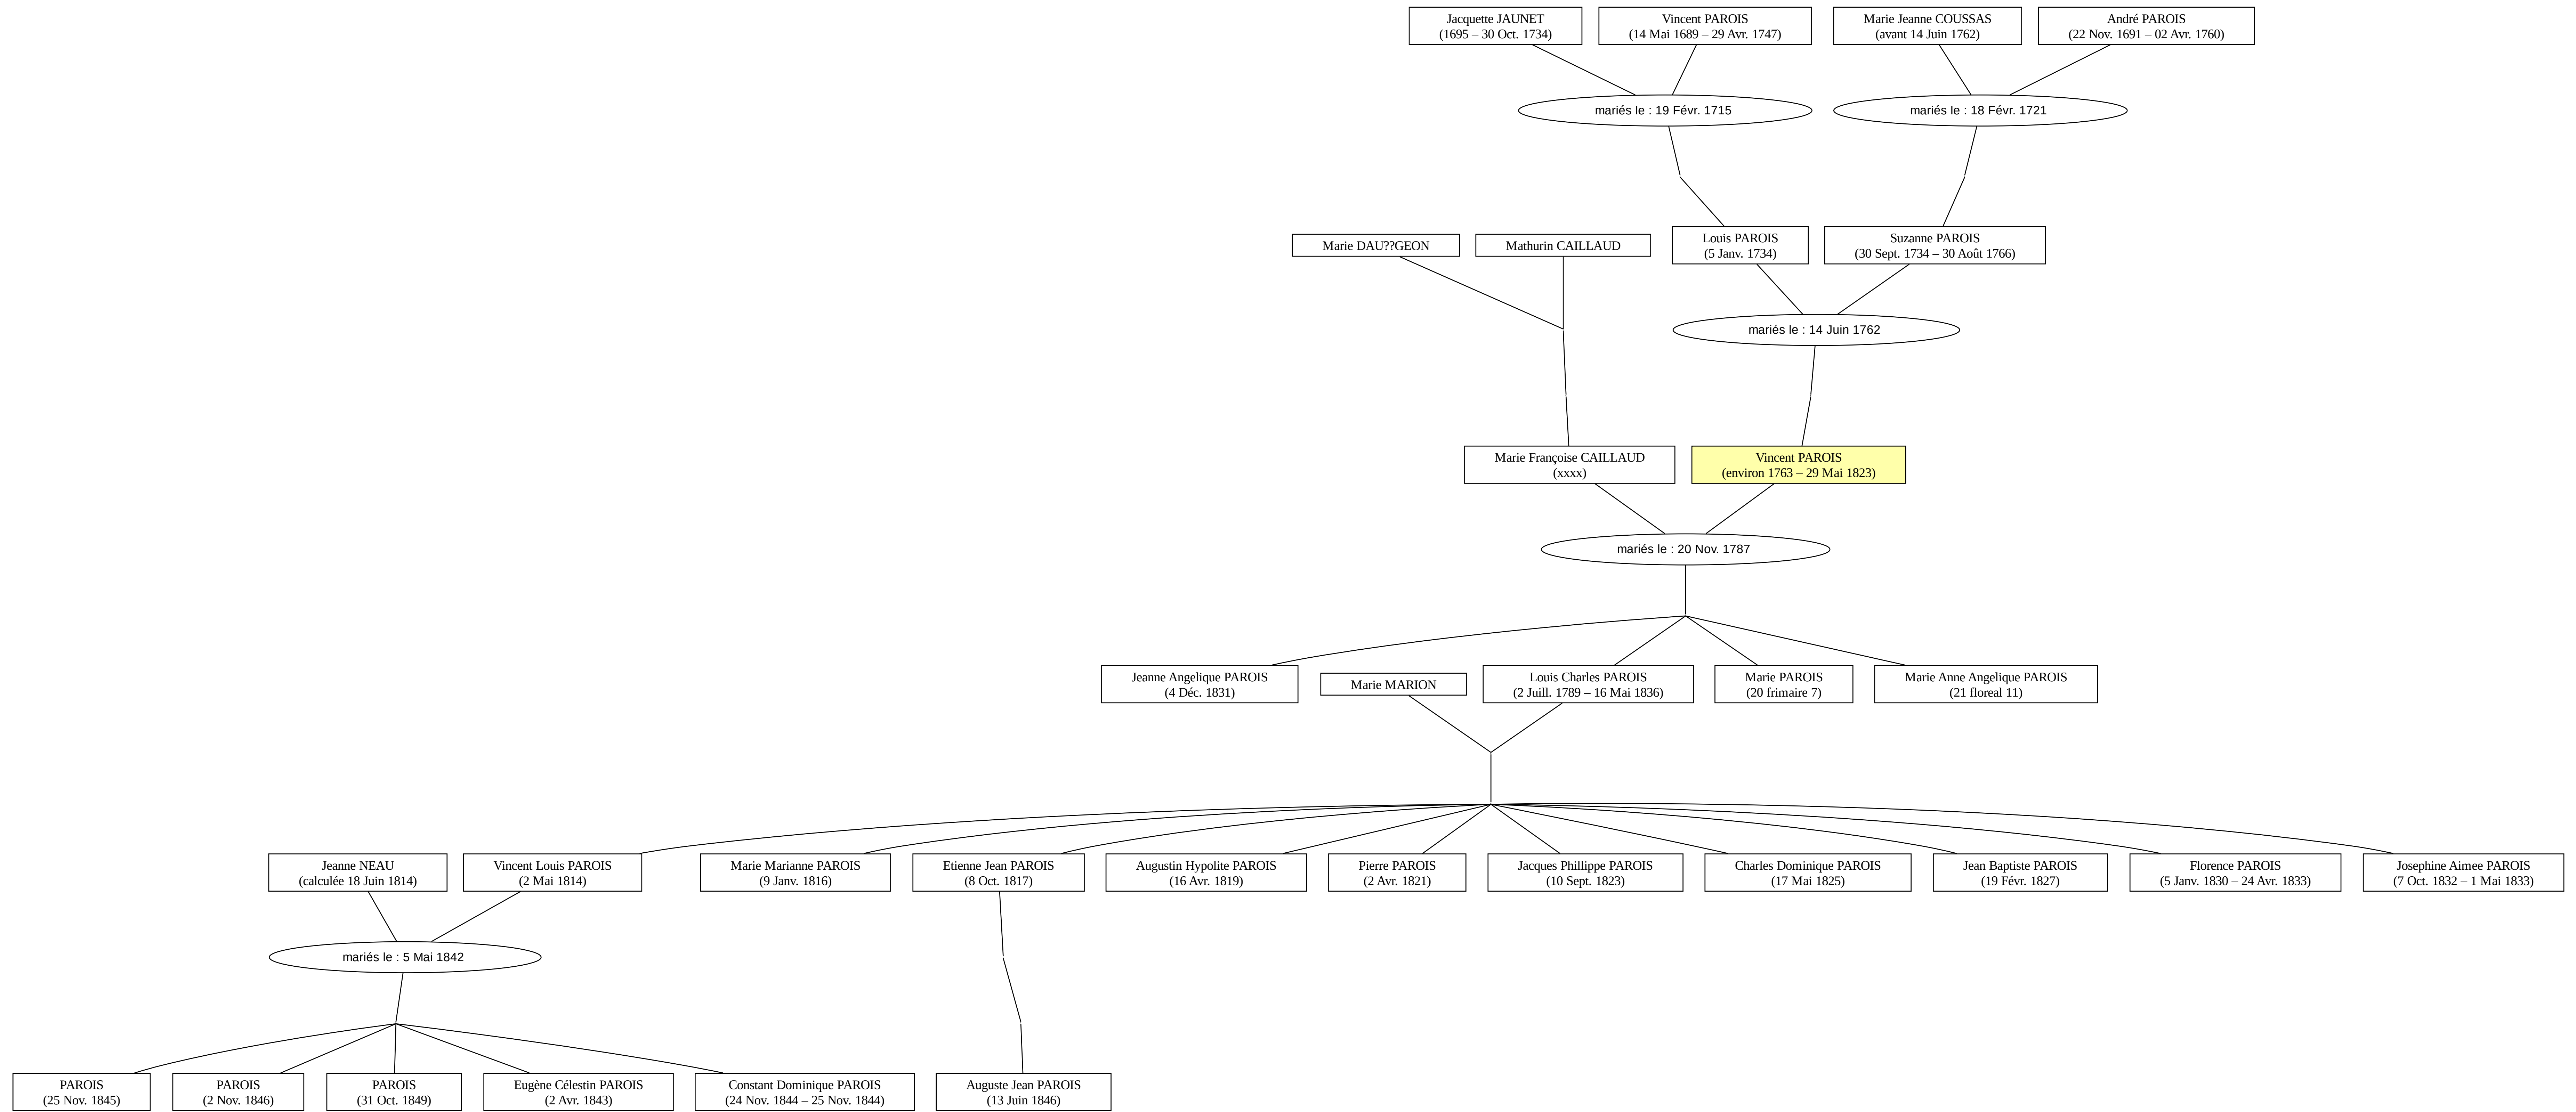 Jacquette JAUNET
(1695 – 30 Oct. 1734)
Vincent PAROIS
(14 Mai 1689 – 29 Avr. 1747)
Marie Jeanne COUSSAS
(avant 14 Juin 1762)
André PAROIS
(22 Nov. 1691 – 02 Avr. 1760)
mariés le : 19 Févr. 1715
mariés le : 18 Févr. 1721
Marie DAU??GEON
Mathurin CAILLAUD
Louis PAROIS
(5 Janv. 1734)
Suzanne PAROIS
(30 Sept. 1734 – 30 Août 1766)
mariés le : 14 Juin 1762
Marie Françoise CAILLAUD
(xxxx)
Vincent PAROIS
(environ 1763 – 29 Mai 1823)
mariés le : 20 Nov. 1787
Jeanne Angelique PAROIS
(4 Déc. 1831)
Marie MARION
Louis Charles PAROIS
(2 Juill. 1789 – 16 Mai 1836)
Marie PAROIS
(20 frimaire 7)
Marie Anne Angelique PAROIS
(21 floreal 11)
Jeanne NEAU
(calculée 18 Juin 1814)
Vincent Louis PAROIS
(2 Mai 1814)
Marie Marianne PAROIS
(9 Janv. 1816)
Etienne Jean PAROIS
(8 Oct. 1817)
Augustin Hypolite PAROIS
(16 Avr. 1819)
Pierre PAROIS
(2 Avr. 1821)
Jacques Phillippe PAROIS
(10 Sept. 1823)
Charles Dominique PAROIS
(17 Mai 1825)
Jean Baptiste PAROIS
(19 Févr. 1827)
Florence PAROIS
(5 Janv. 1830 – 24 Avr. 1833)
Josephine Aimee PAROIS
(7 Oct. 1832 – 1 Mai 1833)
mariés le : 5 Mai 1842
PAROIS
(25 Nov. 1845)
PAROIS
(2 Nov. 1846)
PAROIS
(31 Oct. 1849)
Eugène Célestin PAROIS
(2 Avr. 1843)
Constant Dominique PAROIS
(24 Nov. 1844 – 25 Nov. 1844)
Auguste Jean PAROIS
(13 Juin 1846)